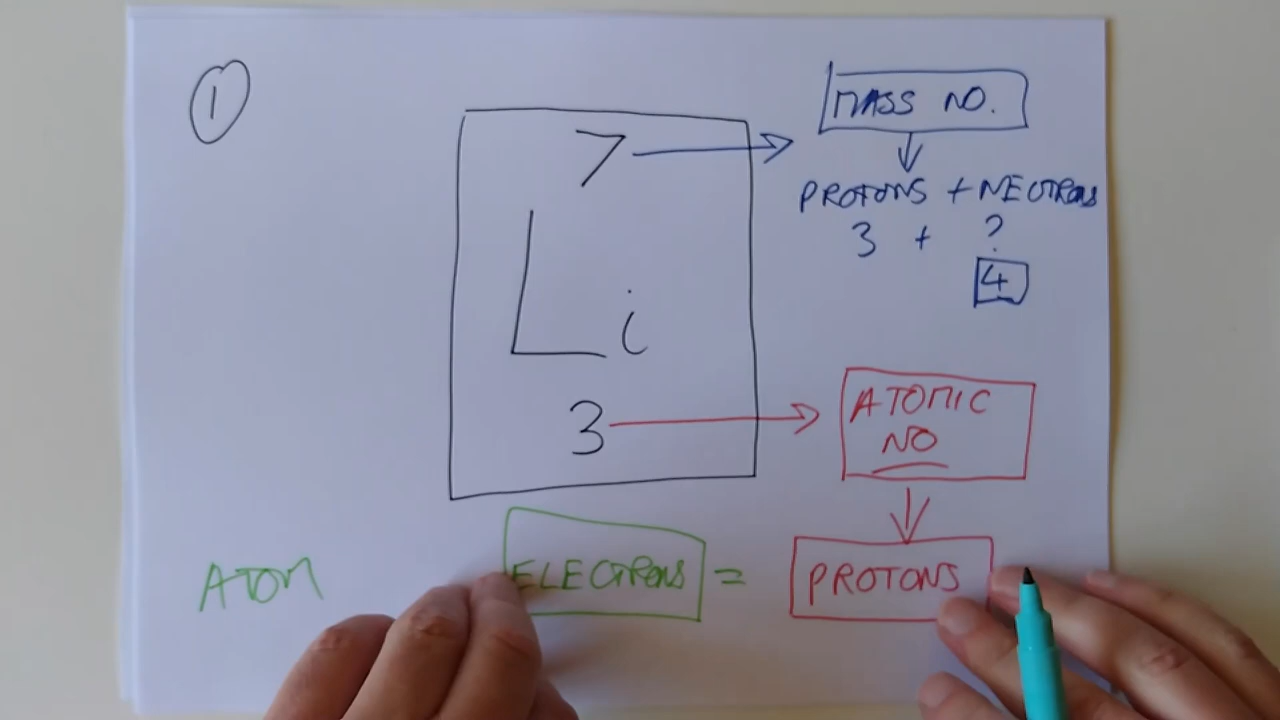 1
7
MASS NO.
PROTONS + NEUTRONS
3 + ?
4
Li
3
ATOMIC
NO
ATOM
ELECTRONS = PROTONS